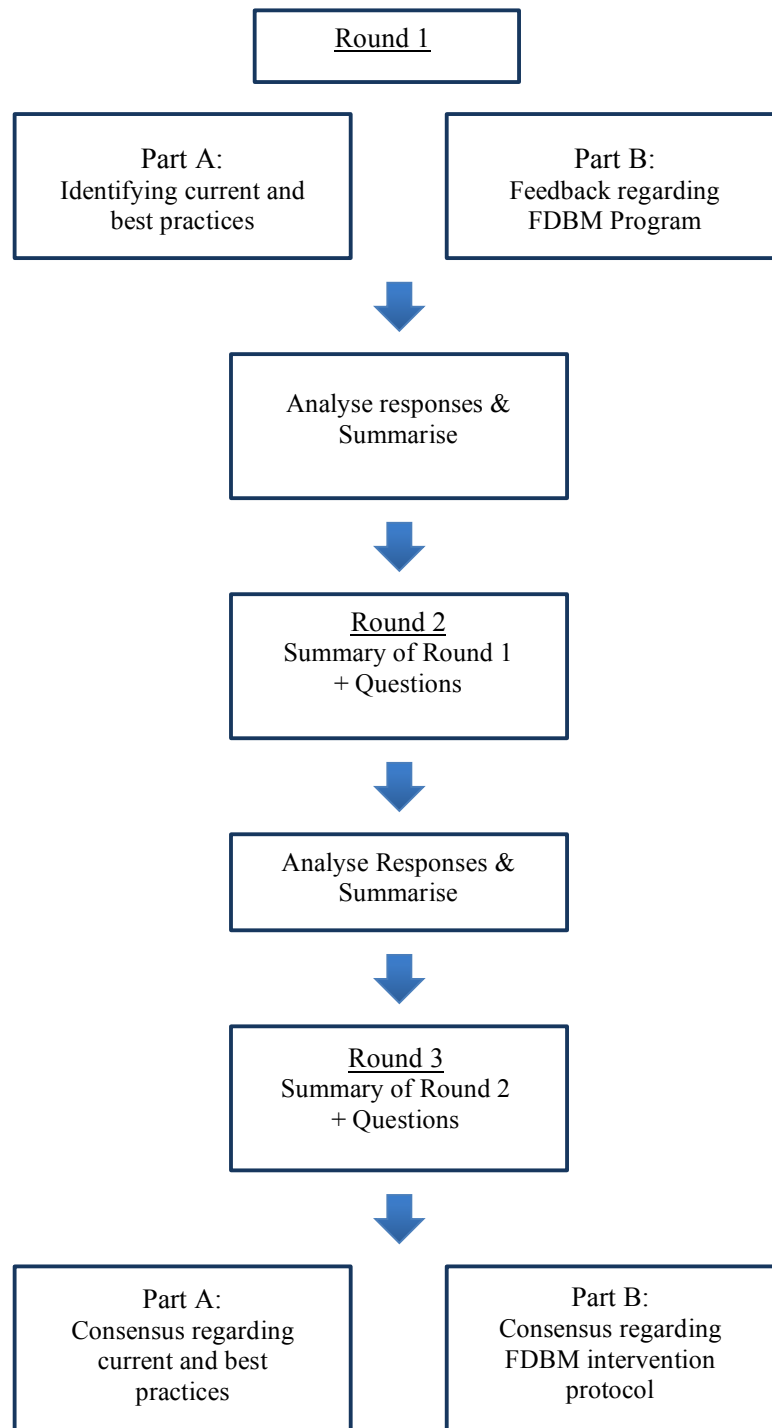 Round 1
Part A:
Identifying current and
best practices
Part B:
Feedback regarding
FDBM Program
Analyse responses &
Summarise
Round 2
Summary of Round 1
+ Questions
Analyse Responses &
Summarise
Round 3
Summary of Round 2
+ Questions
Part A:
Consensus regarding
current and best
practices
Part B:
Consensus regarding
FDBM intervention
protocol